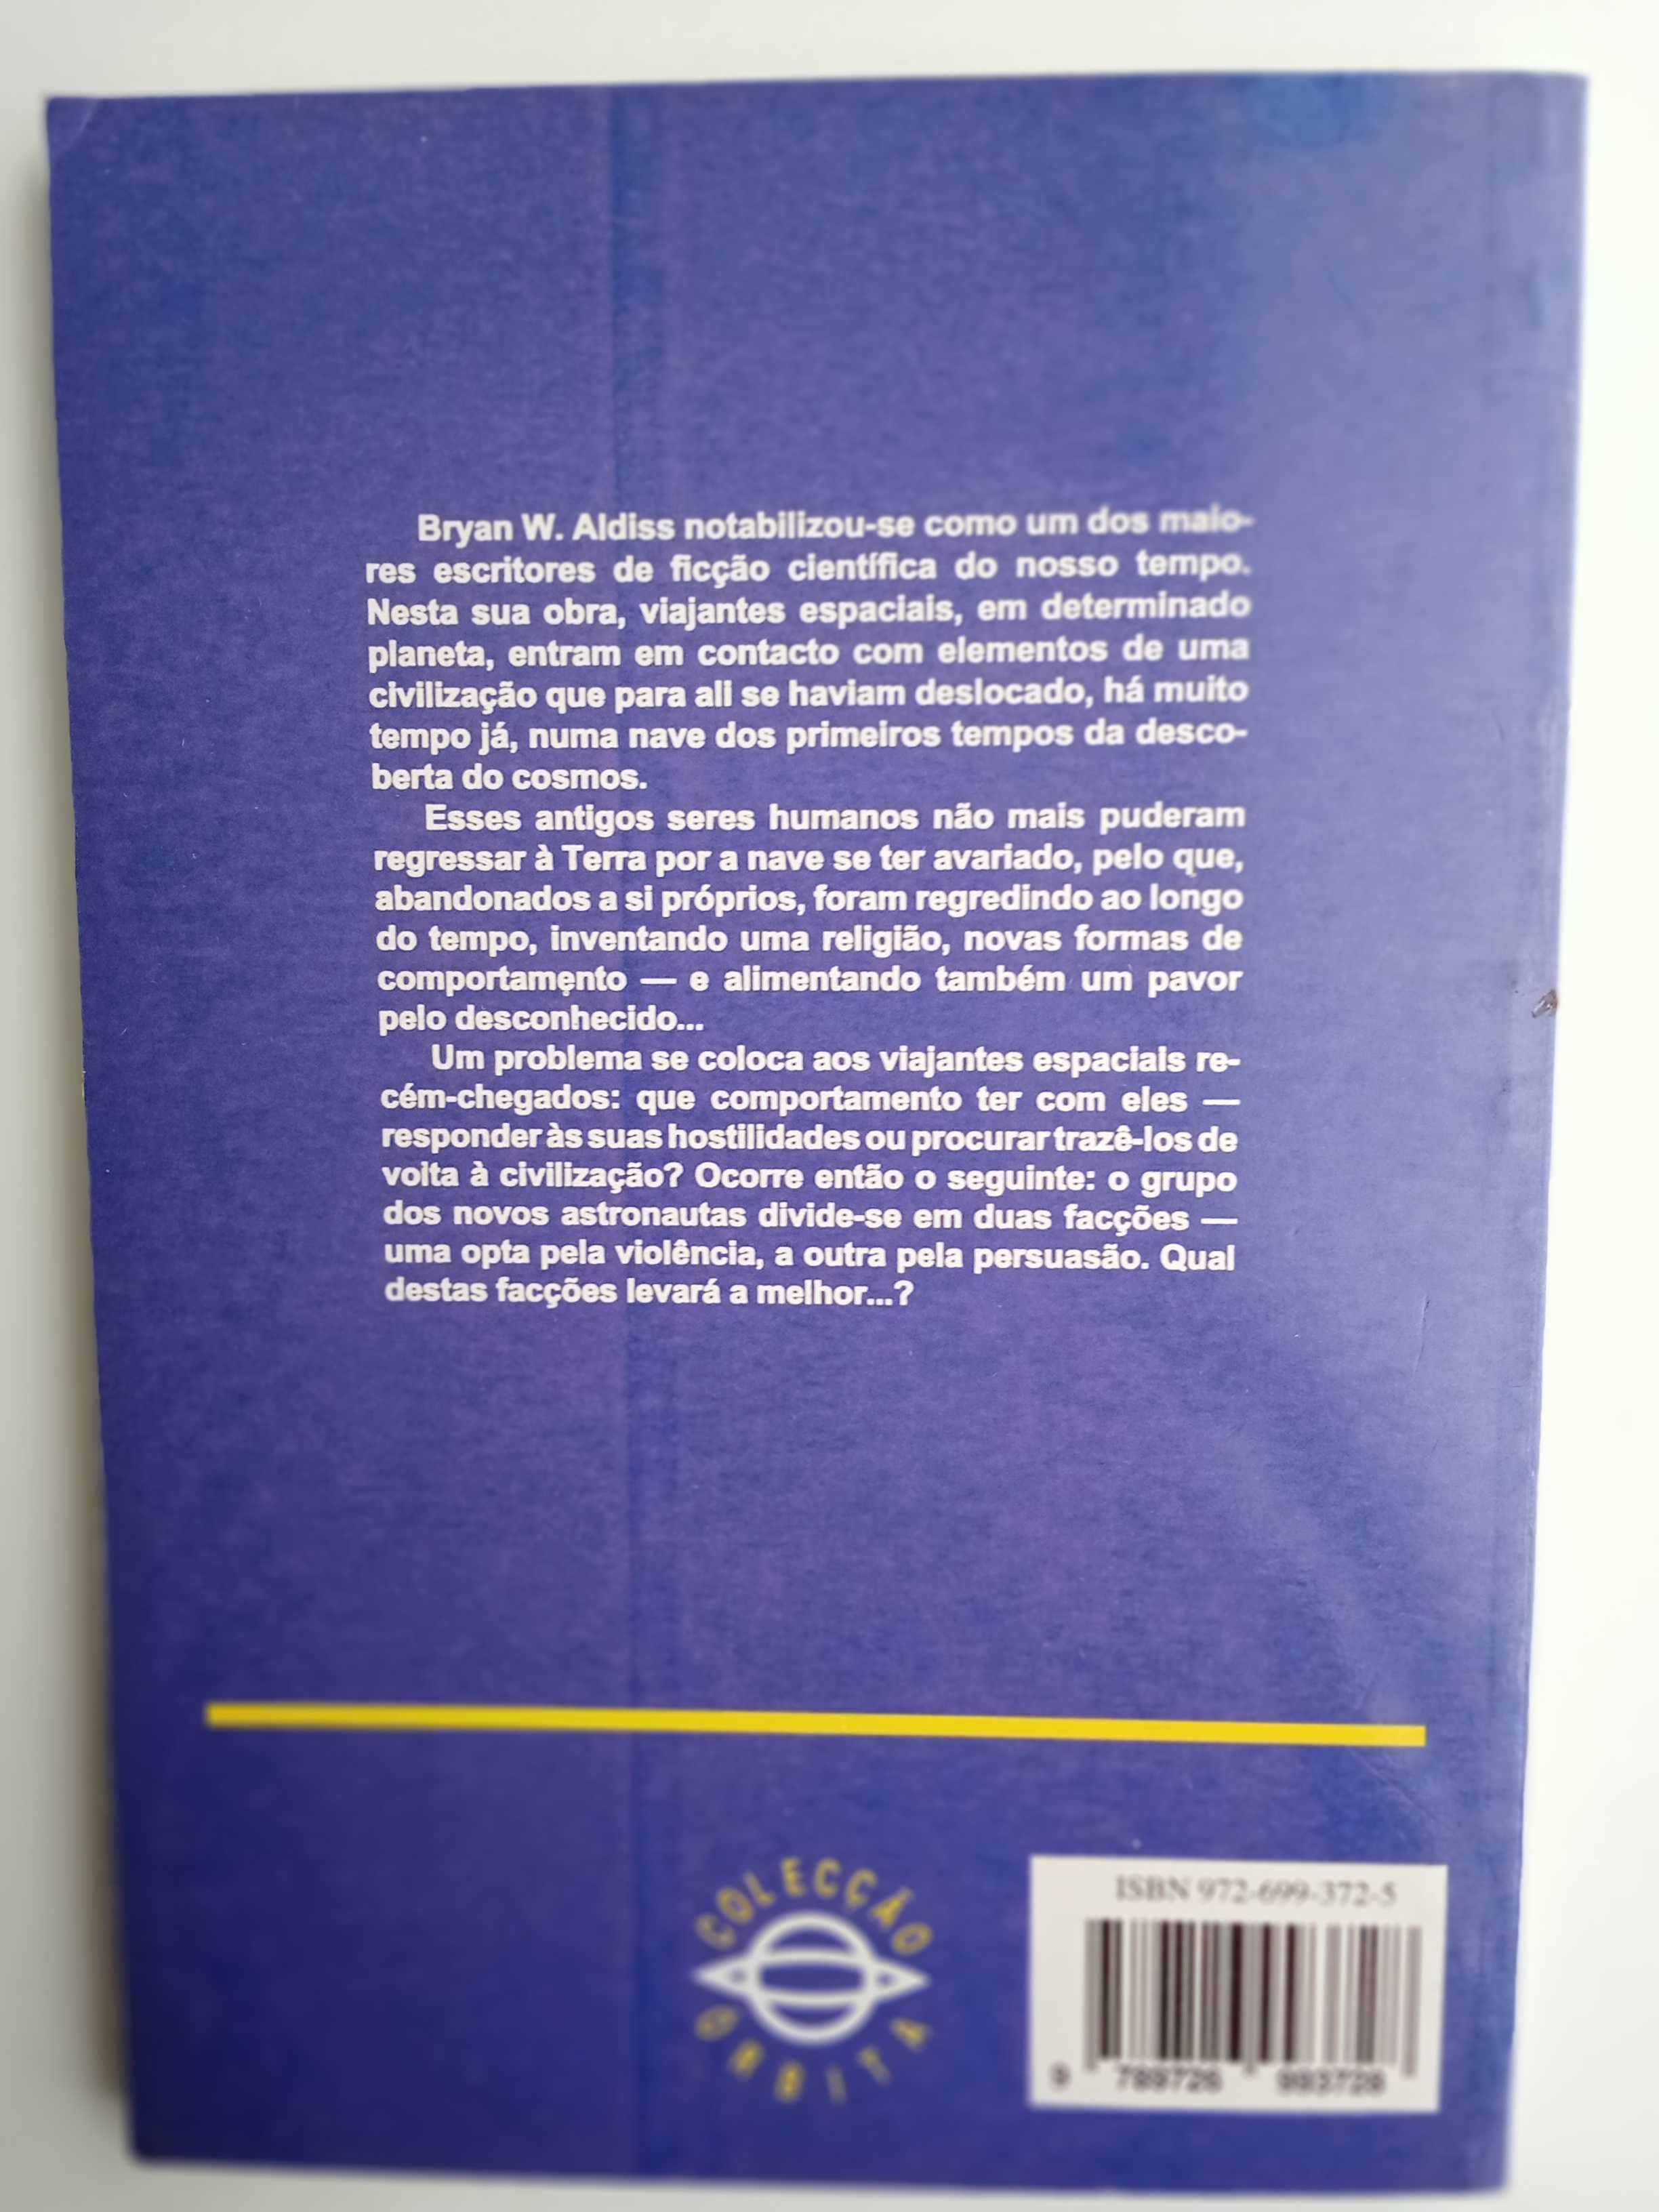 Bryan W. Aldiss notabilizou-se como um dos maio-
res escritores de ficção científica do nosso tempo.
Nesta sua obra, viajantes espaciais, em determinado
planeta, entram em contacto com elementos de uma
civilização que para ali se haviam deslocado, há muito
tempo já, numa nave dos primeiros tempos da desco-
berta do cosmos.
Esses antigos seres humanos não mais puderam
regressar à Terra por a nave se ter avariado, pelo que,
abandonados a si próprios, foram regredindo ao longo
do tempo, inventando uma religião, novas formas de
comportamento — e alimentando também um pavor
pelo desconhecido...
Um problema se coloca aos viajantes espaciais re-
cém-chegados: que comportamento ter com eles —
responder às suas hostilidades ou procurar trazê-los de
volta à civilização? Ocorre então o seguinte: o grupo
dos novos astronautas divide-se em duas facções —
uma opta pela violência, a outra pela persuasão. Qual
destas facções levará a melhor...?
COLECÇÃO
ÓRBITA
ISBN 972-699-372-5
9 789726 993728